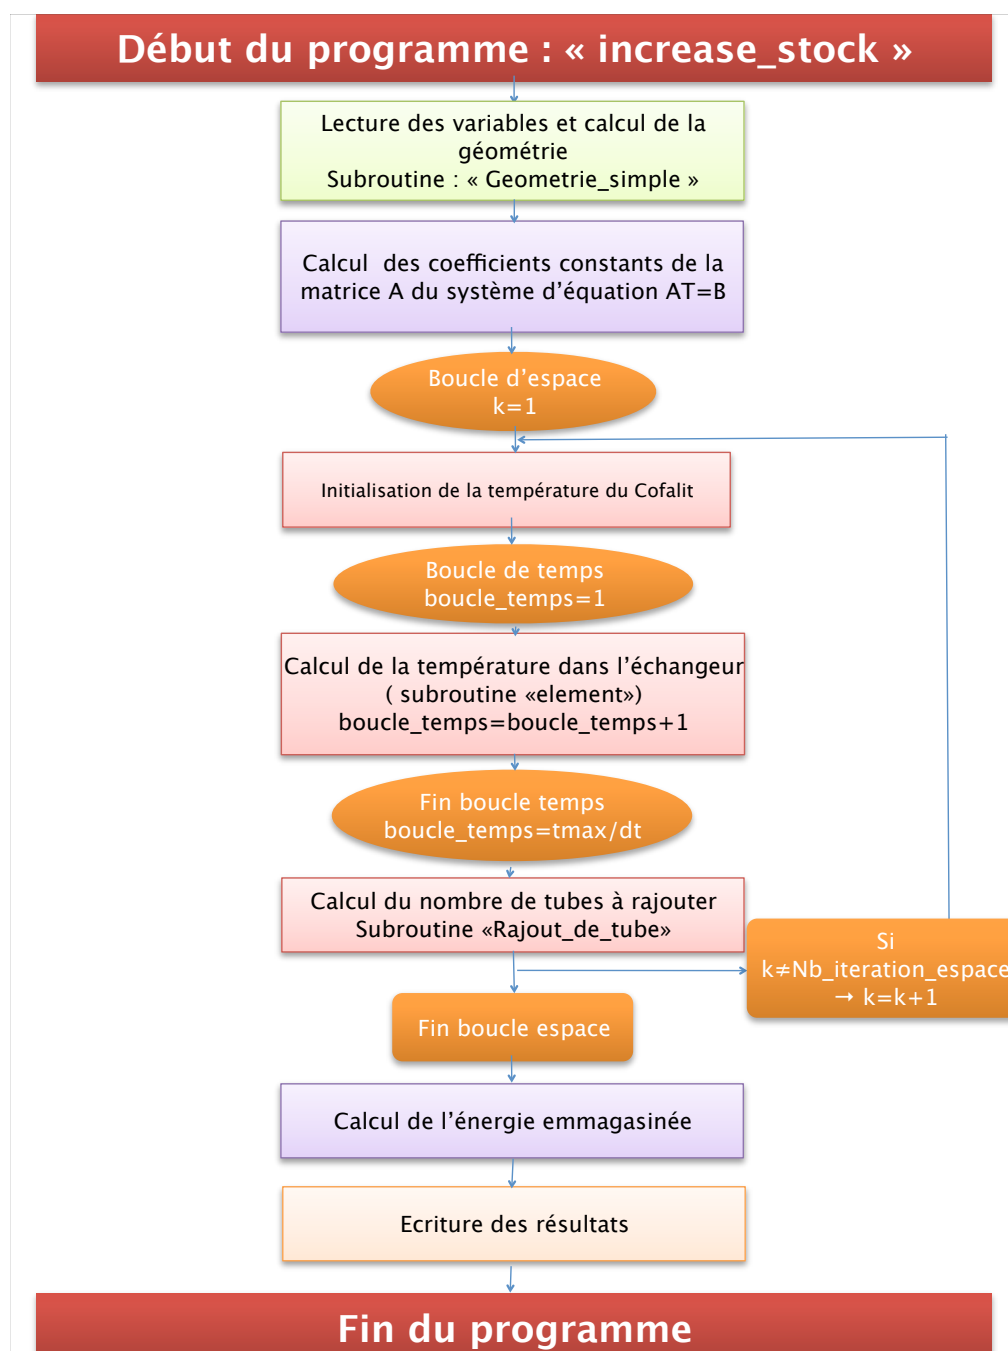 Début du programme : « increase_stock »
Lecture des variables et calcul de la
géométrie
Subroutine : « Geometrie_simple »
Calcul  des coefficients constants de la
matrice A du système d’équation AT=B
Boucle d’espace
k=1
Initialisation de la température du Cofalit
Boucle de temps
boucle_temps=1
Calcul de la température dans l’échangeur
( subroutine «element»)
boucle_temps=boucle_temps+1
Fin boucle temps
boucle_temps=tmax/dt
Calcul du nombre de tubes à rajouter
Subroutine «Rajout_de_tube»
Si
k≠Nb_iteration_espace
→ k=k+1
Fin boucle espace
Calcul de l’énergie emmagasinée
Ecriture des résultats
Fin du programme